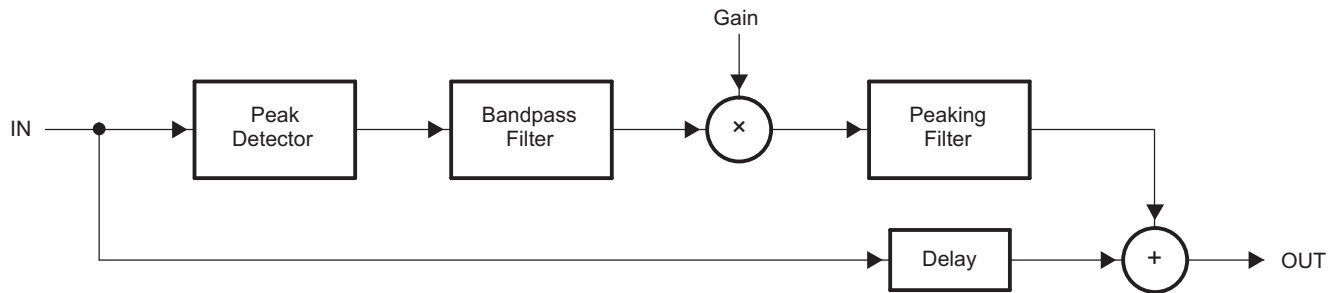 Gain
IN
Peak
Detector
Bandpass
Filter
×
Peaking
Filter
Delay
+
OUT